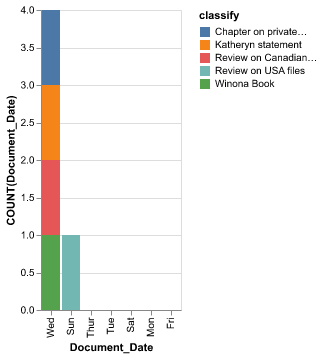 classify
Chapter on private…
Katheryn statement
Review on Canadian…
Review on USA files
Winona Book
COUNT(Document_Date)
4.0
3.5
3.0
2.5
2.0
1.5
1.0
0.5
0.0
Wed
Sun
Thur
Tue
Sat
Mon
Fri
Document_Date